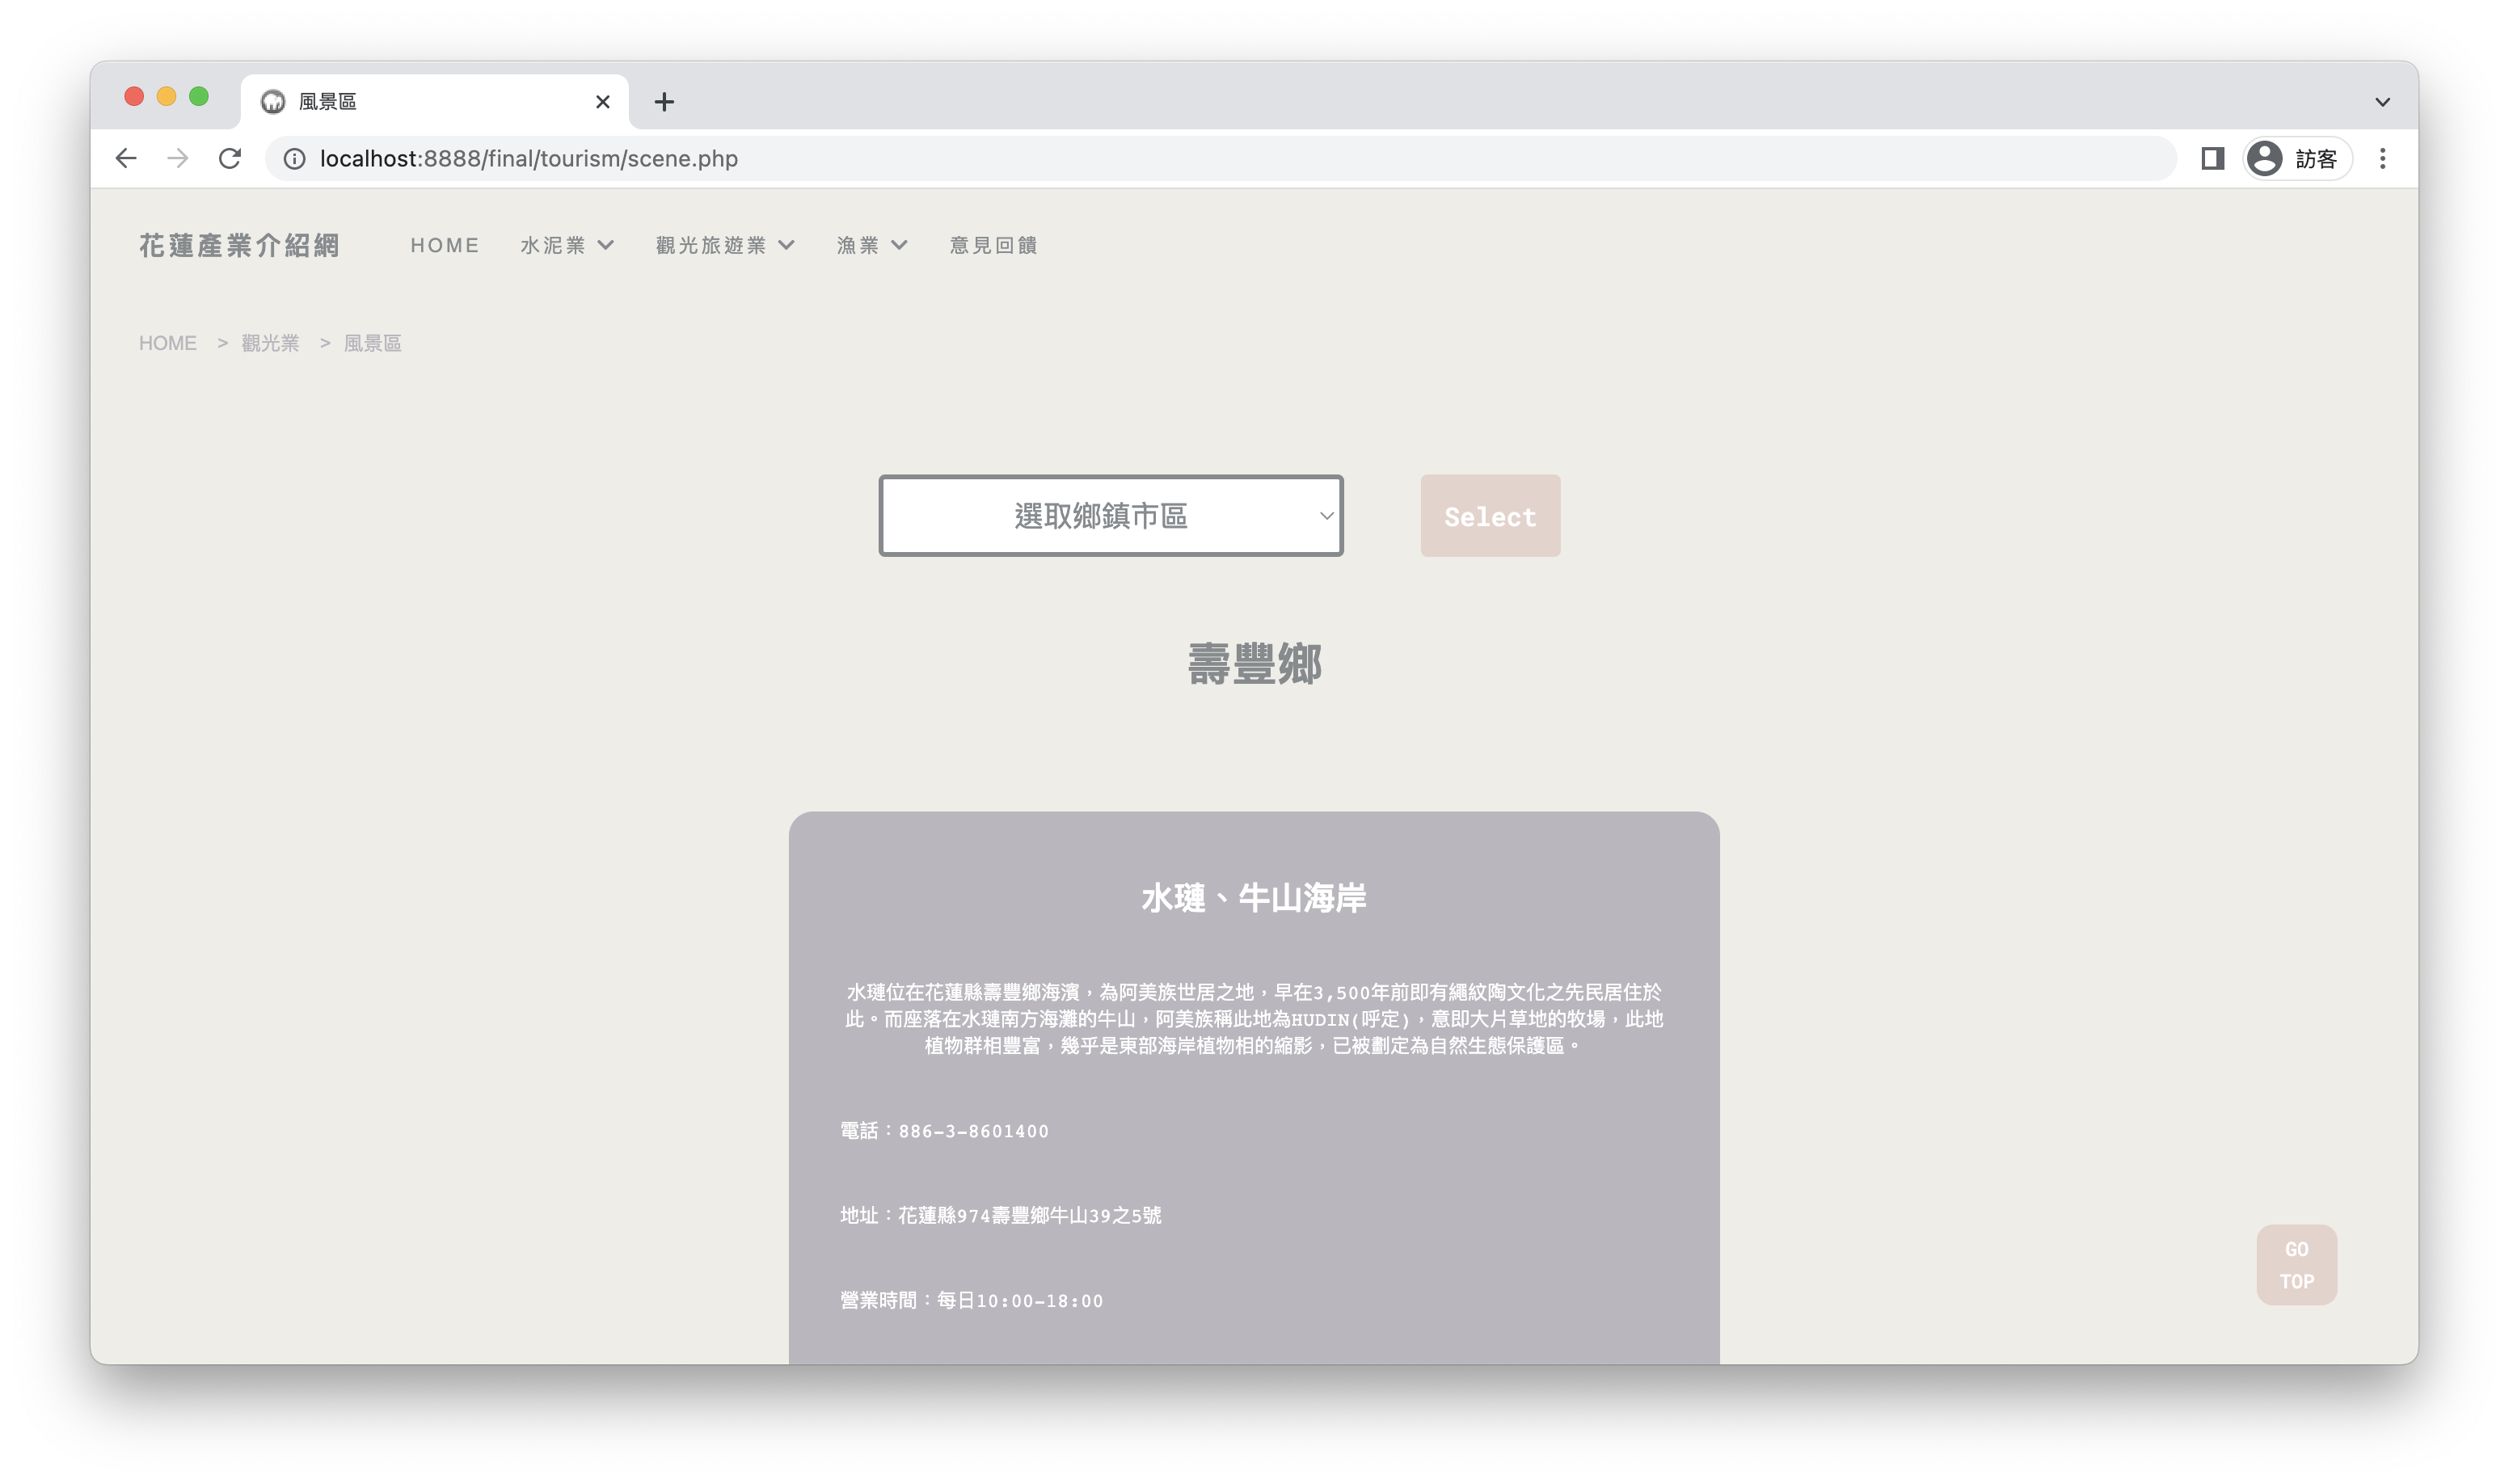 風景區
localhost:8888/final/tourism/scene.php
訪客
花蓮產業介紹網 HOME 水泥業 觀光旅遊業 漁業 意見回饋
HOME > 觀光業 > 風景區
選取鄉鎮市區
Select
壽豐鄉
水璉、牛山海岸
水璉位在花蓮縣壽豐鄉海濱，為阿美族世居之地，早在3,500年前即有繩紋陶文化之先民居住於
此。而座落在水璉南方海灘的牛山，阿美族稱此地為HUDIN(呼定)，意即大片草地的牧場，此地
植物群相豐富，幾乎是東部海岸植物相的縮影，已被劃定為自然生態保護區。
電話：886-3-8601400
地址：花蓮縣974壽豐鄉牛山39之5號
營業時間：每日10:00-18:00
GO
TOP